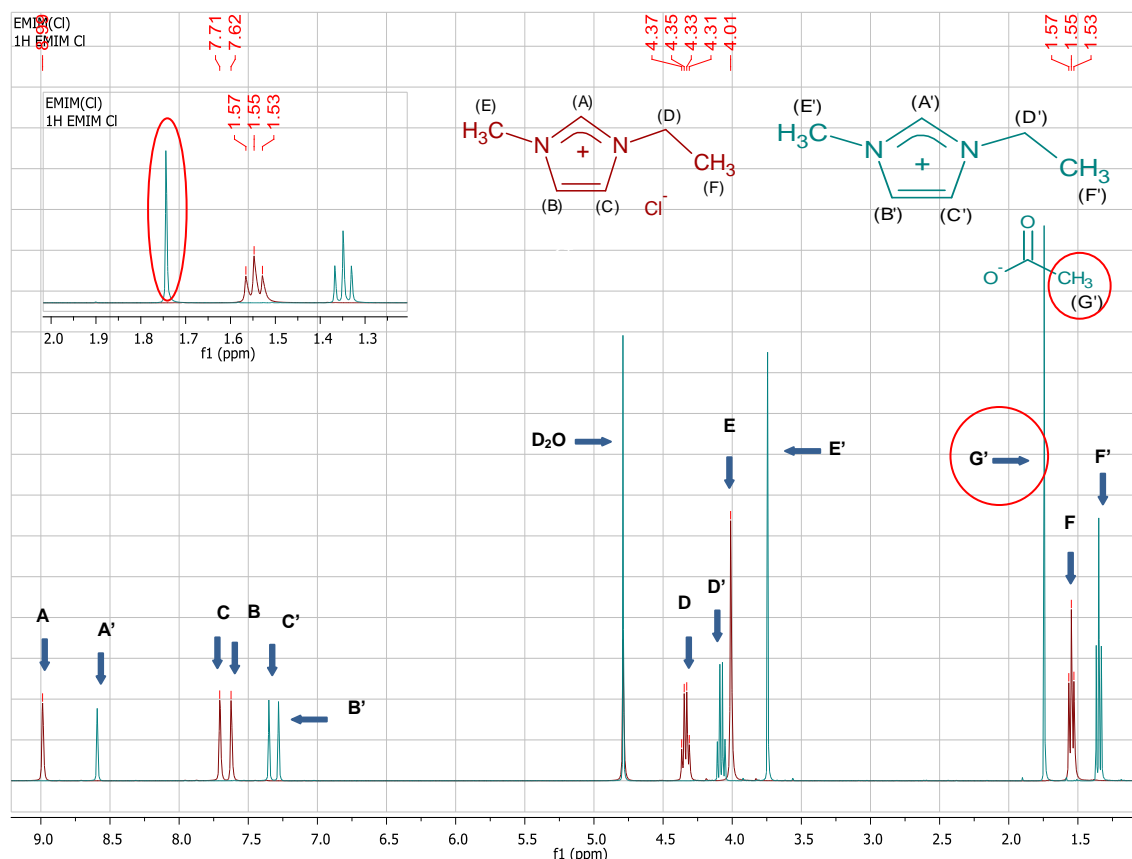 EMIM(Cl)
1H EMIM Cl
8.99
7.71
7.62
4.37
4.35
4.33
4.31
4.01
1.57
1.55
1.53
EMIM(Cl)
1H EMIM Cl
1.57
1.55
1.53
2.0 1.9 1.8 1.7 1.6 1.5 1.4 1.3
f1 (ppm)
(E) (A) (D)
H3C N + N CH3
(F)
(B) (C) Cl-
(E') (A') (D')
H3C N + N CH3
(F')
(B') (C')
O
O- CH3
(G')
D2O
E
E'
G'
F'
F
A
A'
C B C'
B'
D D'
9.0 8.5 8.0 7.5 7.0 6.5 6.0 5.5 5.0 4.5 4.0 3.5 3.0 2.5 2.0 1.5
f1 (ppm)